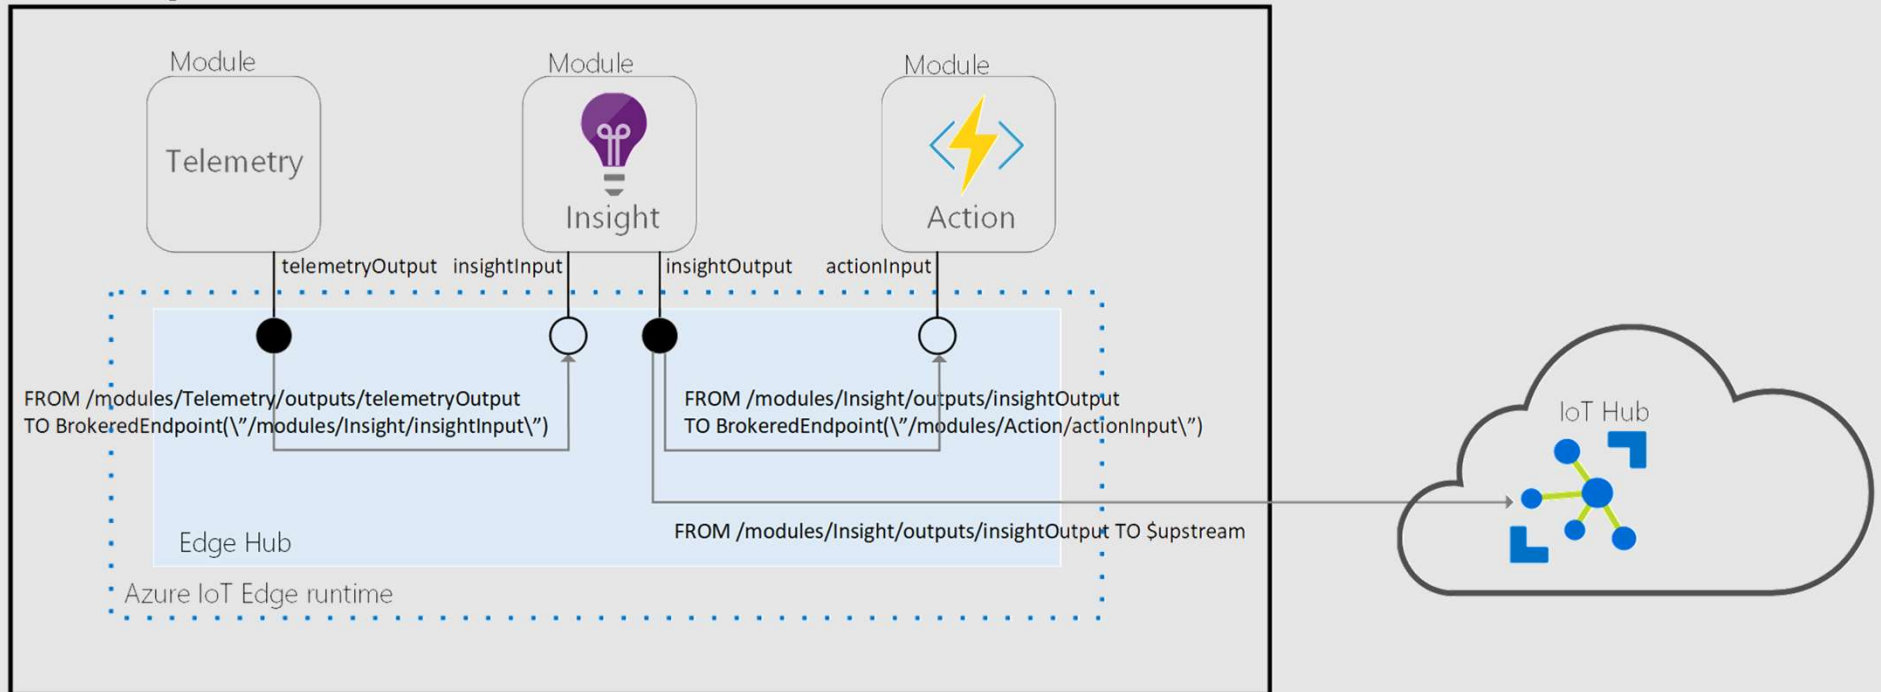 Module
Module
Module
Telemetry
Insight
Action
telemetryOutput
insightInput
insightOutput
actionInput
FROM /modules/Telemetry/outputs/telemetryOutput
TO BrokeredEndpoint(\”/modules/Insight/insightInput\”)
FROM /modules/Insight/outputs/insightOutput
TO BrokeredEndpoint(\”/modules/Action/actionInput\”)
IoT Hub
FROM /modules/Insight/outputs/insightOutput TO $upstream
Edge Hub
Azure IoT Edge runtime